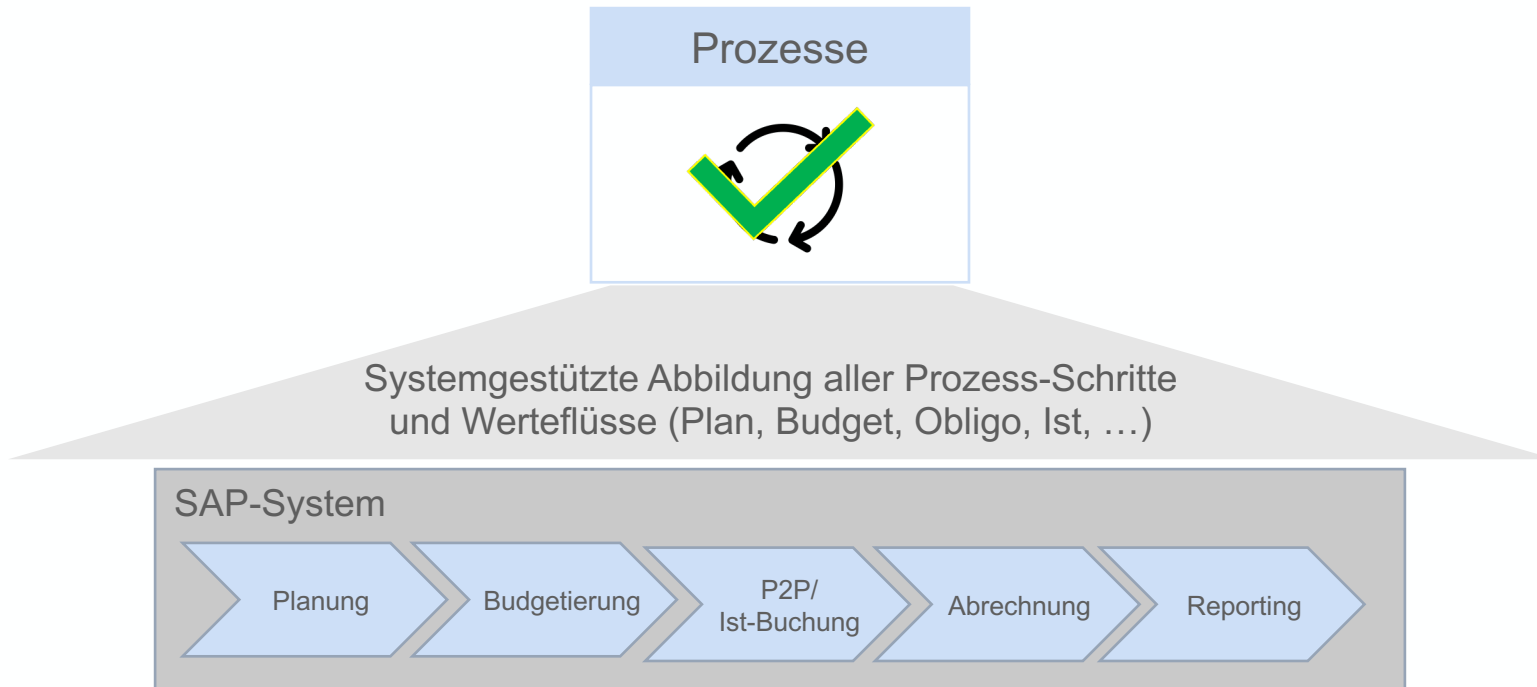 Prozesse
Systemgestützte Abbildung aller Prozess-Schritte
und Werteflüsse (Plan, Budget, Obligo, Ist, …)
SAP-System
Planung
Budgetierung
P2P/
Ist-Buchung
Abrechnung
Reporting